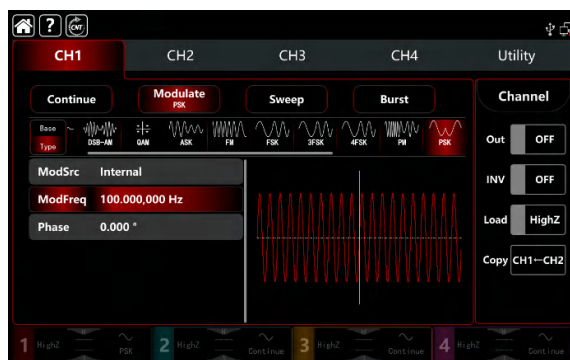 ? CNT
CH1 CH2 CH3 CH4 Utility
Continue Modulate PSK Sweep Burst Channel
Base Type DSB-AM QAM ASK FM FSK 3FSK 4FSK PM PSK
Out OFF
ModSrc Internal
INV OFF
ModFreq 100.000,000 Hz
Load HighZ
Phase 0.000 °
Copy CH1←CH2
1 HighZ PSK 2 HighZ Continue 3 HighZ Continue 4 HighZ Continue